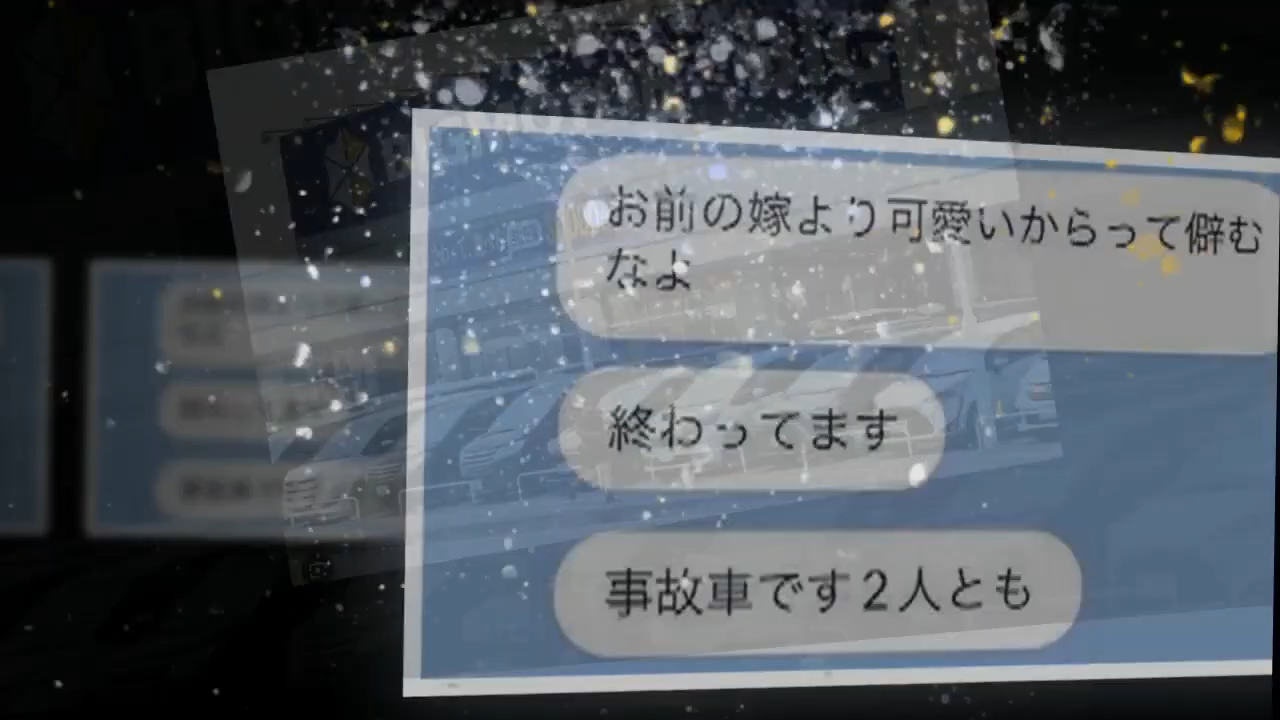 お前の嫁より可愛いからって僻む
なよ
終わってます
事故車です2人とも